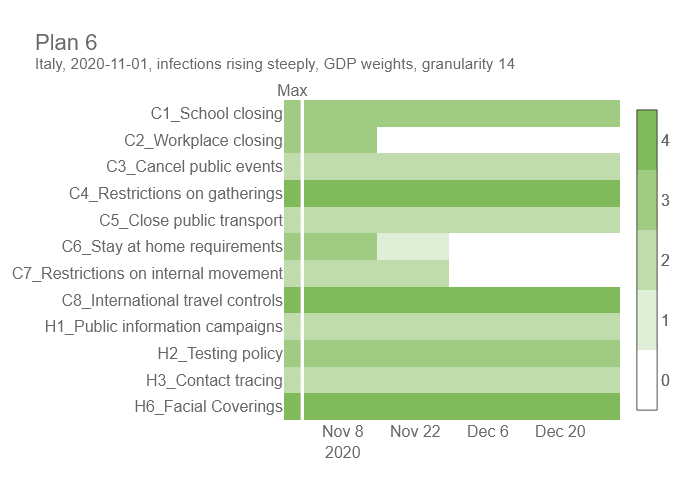 Plan 6
Italy, 2020-11-01, infections rising steeply, GDP weights, granularity 14
Max
C1_School closing
C2_Workplace closing
C3_Cancel public events
C4_Restrictions on gatherings
C5_Close public transport
C6_Stay at home requirements
C7_Restrictions on internal movement
C8_International travel controls
H1_Public information campaigns
H2_Testing policy
H3_Contact tracing
H6_Facial Coverings
Nov 8 Nov 22 Dec 6 Dec 20
2020
4
3
2
1
0